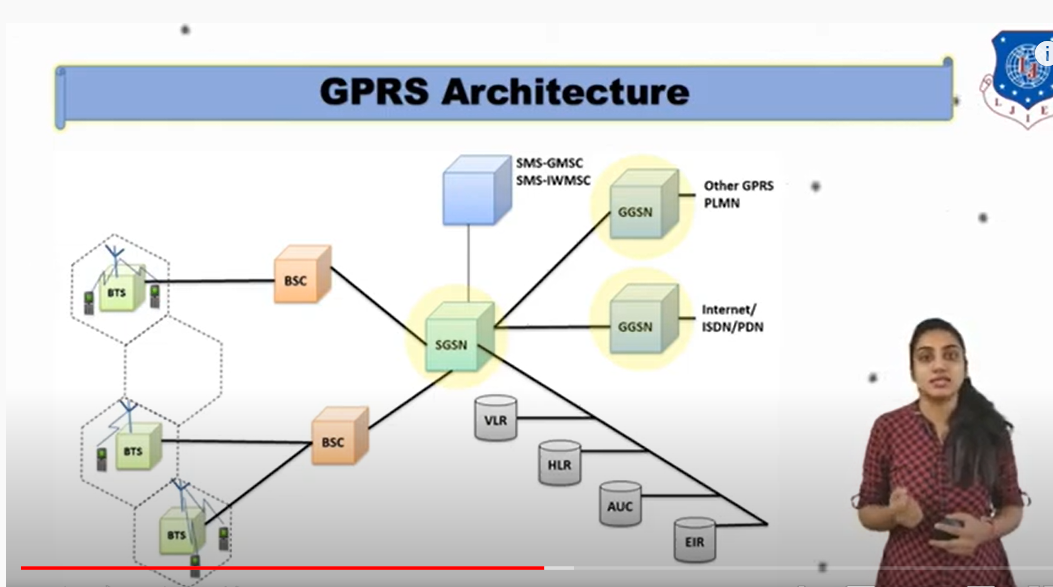 GPRS Architecture
L J I E
SMS-GMSC
SMS-IWMSC
GGSN
Other GPRS
PLMN
BTS
BSC
SGSN
GGSN
Internet/
ISDN/PDN
BTS
BSC
VLR
HLR
AUC
BTS
EIR